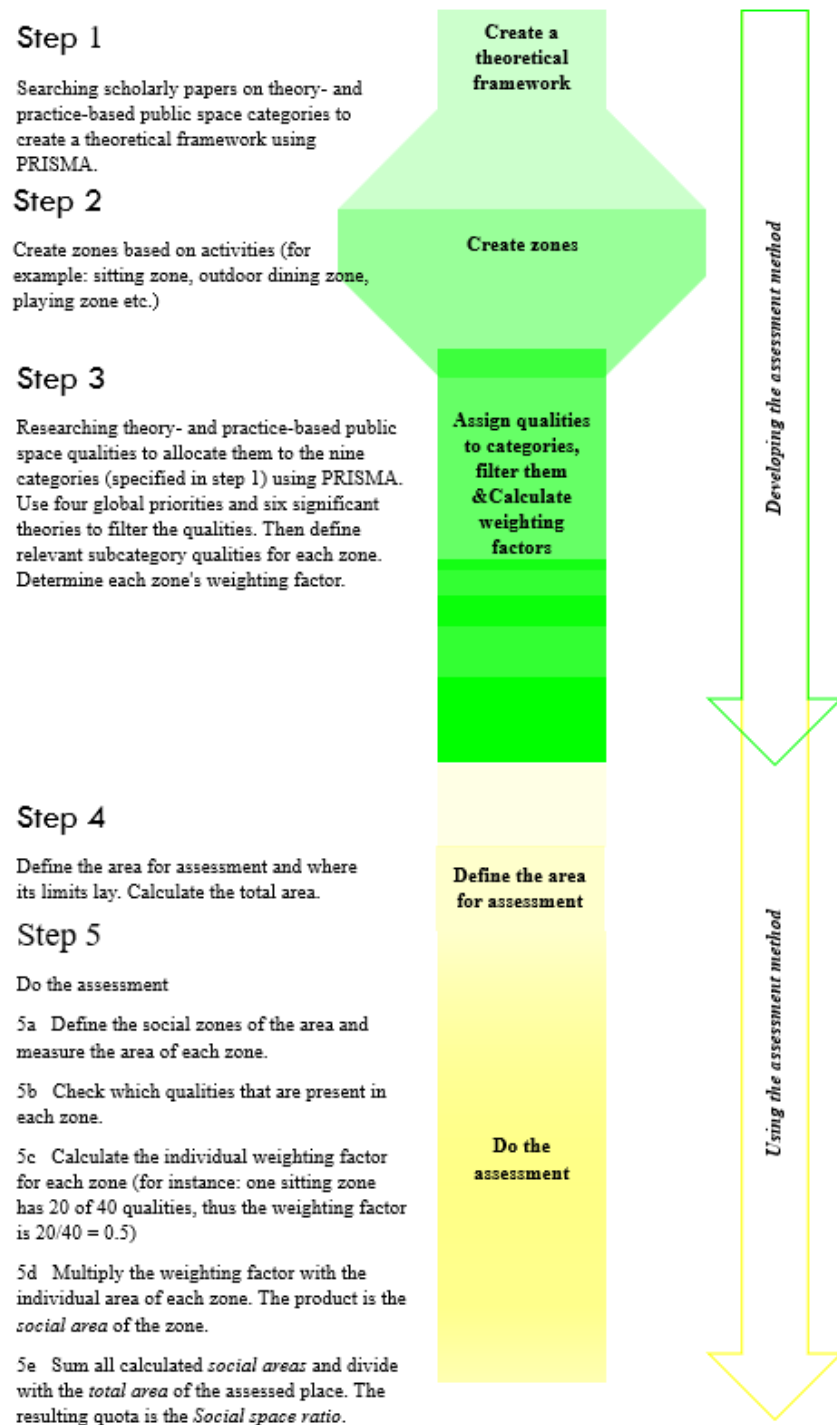 Step 1
Searching scholarly papers on theory- and
practice-based public space categories to
create a theoretical framework using
PRISMA.
Create a
theoretical
framework
Step 2
Create zones based on activities (for
example: sitting zone, outdoor dining zone,
playing zone etc.)
Create zones
Step 3
Researching theory- and practice-based public
space qualities to allocate them to the nine
categories (specified in step 1) using PRISMA.
Use four global priorities and six significant
theories to filter the qualities. Then define
relevant subcategory qualities for each zone.
Determine each zone's weighting factor.
Assign qualities
to categories,
filter them
&Calculate
weighting
factors
Developing the assessment method
Step 4
Define the area for assessment and where
its limits lay. Calculate the total area.
Define the area
for assessment
Step 5
Do the assessment
5a Define the social zones of the area and
measure the area of each zone.
5b Check which qualities that are present in
each zone.
5c Calculate the individual weighting factor
for each zone (for instance: one sitting zone
has 20 of 40 qualities, thus the weighting factor
is 20/40 = 0.5)
5d Multiply the weighting factor with the
individual area of each zone. The product is the
social area of the zone.
5e Sum all calculated social areas and divide
with the total area of the assessed place. The
resulting quota is the Social space ratio.
Do the
assessment
Using the assessment method